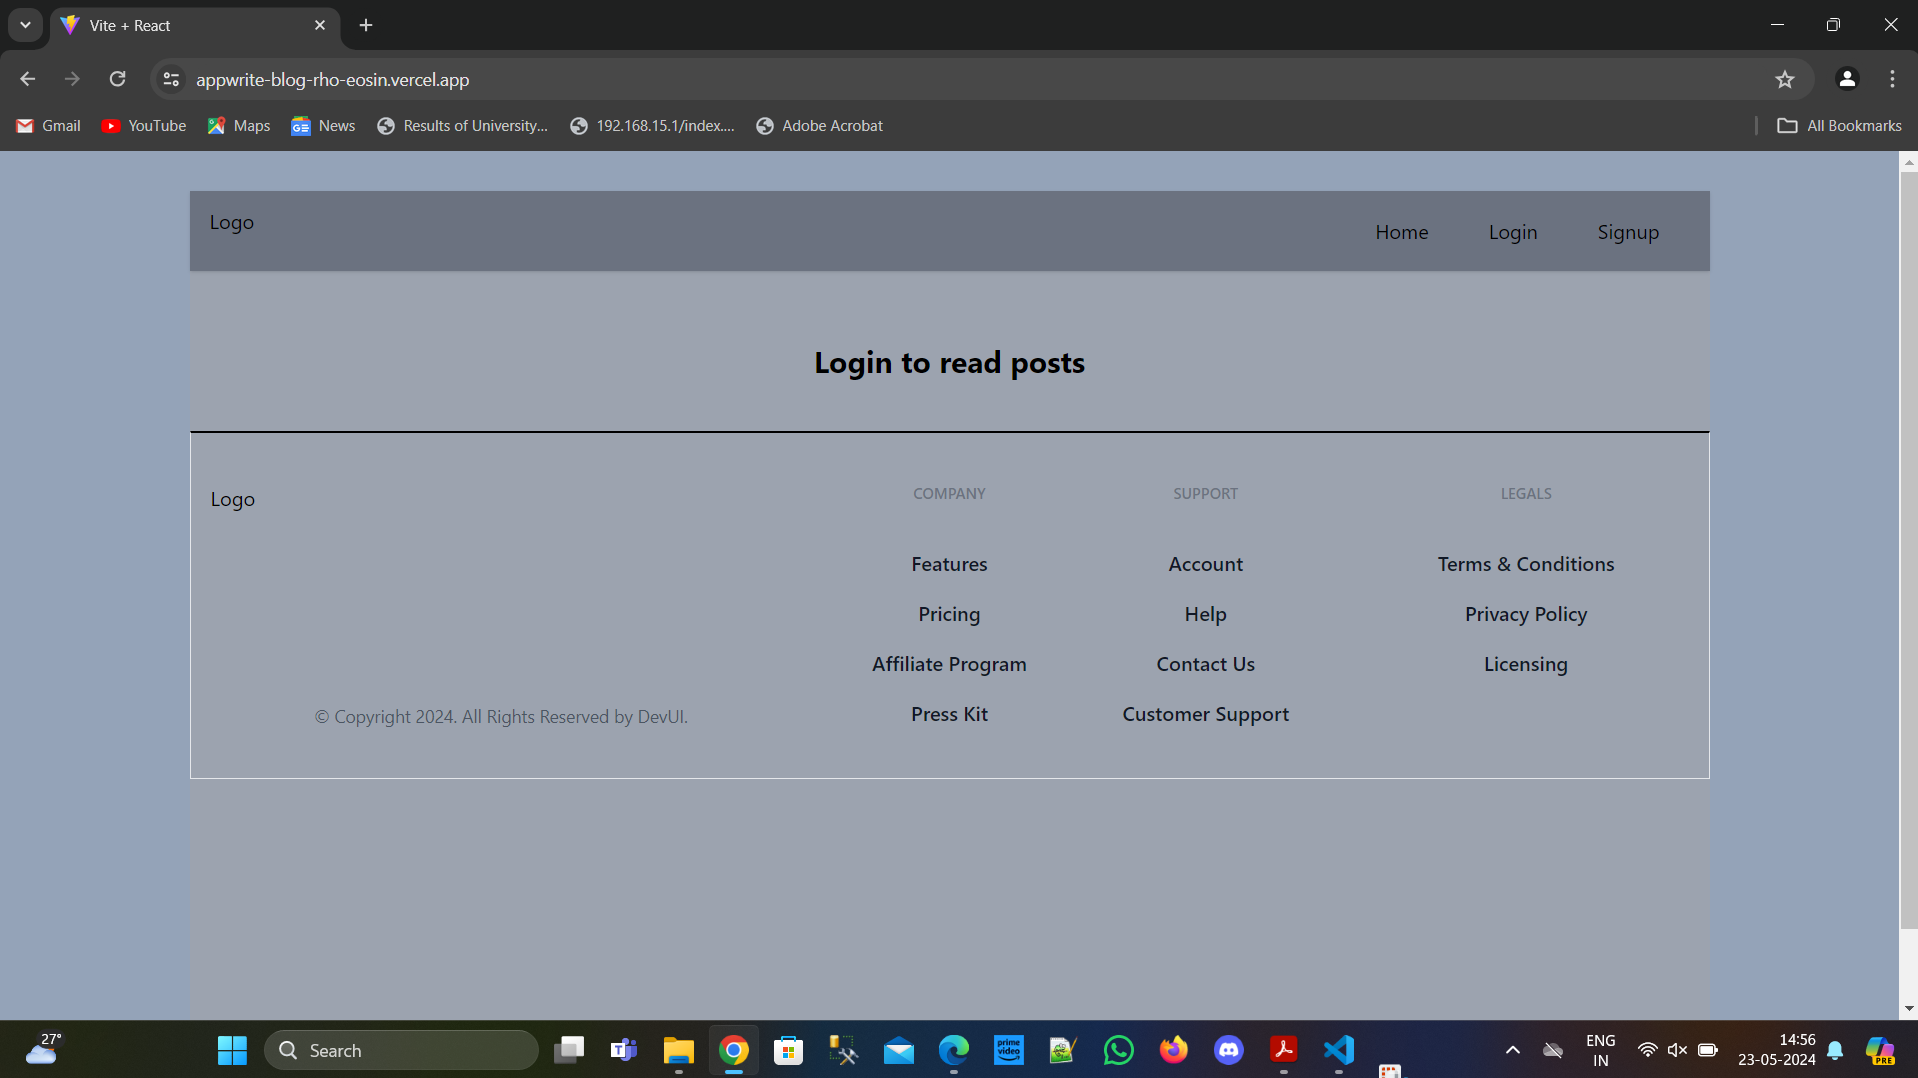 Vite + React
appwrite-blog-rho-eosin.vercel.app
Gmail YouTube Maps News Results of University... 192.168.15.1/index.... Adobe Acrobat All Bookmarks
Logo
Home Login Signup
Login to read posts
Logo
© Copyright 2024. All Rights Reserved by DevUI.
COMPANY
Features
Pricing
Affiliate Program
Press Kit
SUPPORT
Account
Help
Contact Us
Customer Support
LEGALS
Terms & Conditions
Privacy Policy
Licensing
27°
Search
prime video
ENG
IN
14:56
23-05-2024
PRE